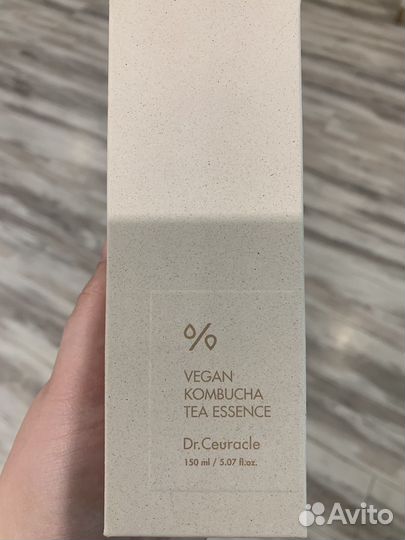 %
VEGAN
KOMBUCHA
TEA ESSENCE
Dr.Ceuracle
150 ml / 5.07 fl.oz.
Avito